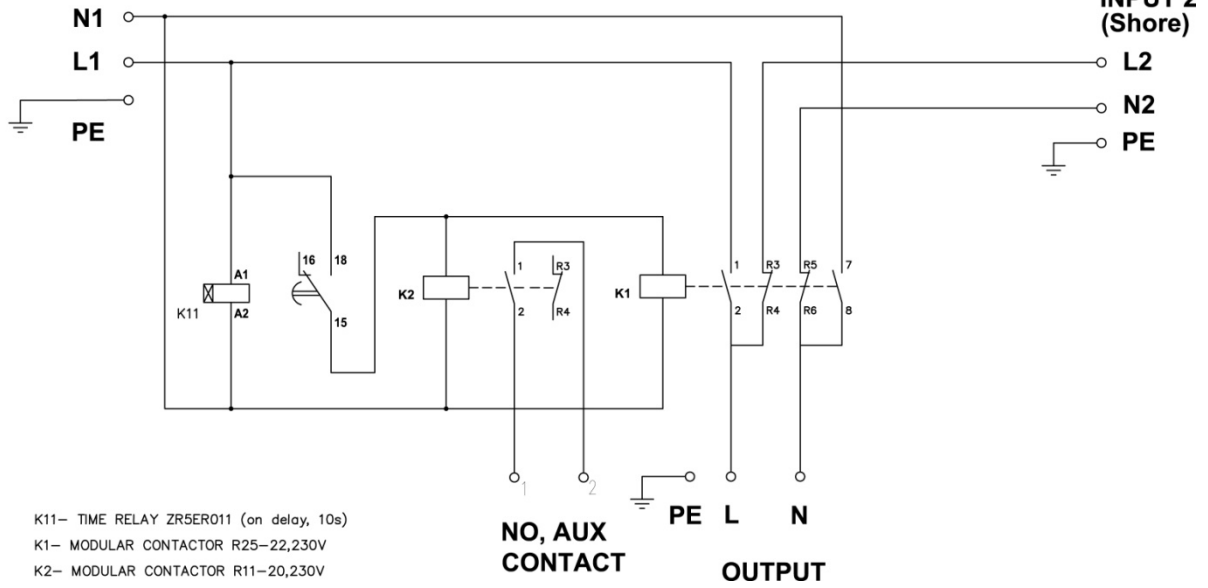 INPUT 2
(Shore)
N1
L1
L2
N2
PE
PE
16
18
A1
A2
K11
15
K2
1
R3
2
R4
K1
1
R3
R5
7
2
R4
R6
8
1
2
PE
L
N
NO, AUX
CONTACT
OUTPUT
K11– TIME RELAY ZR5ER011 (on delay, 10s)
K1– MODULAR CONTACTOR R25–22,230V
K2– MODULAR CONTACTOR R11–20,230V